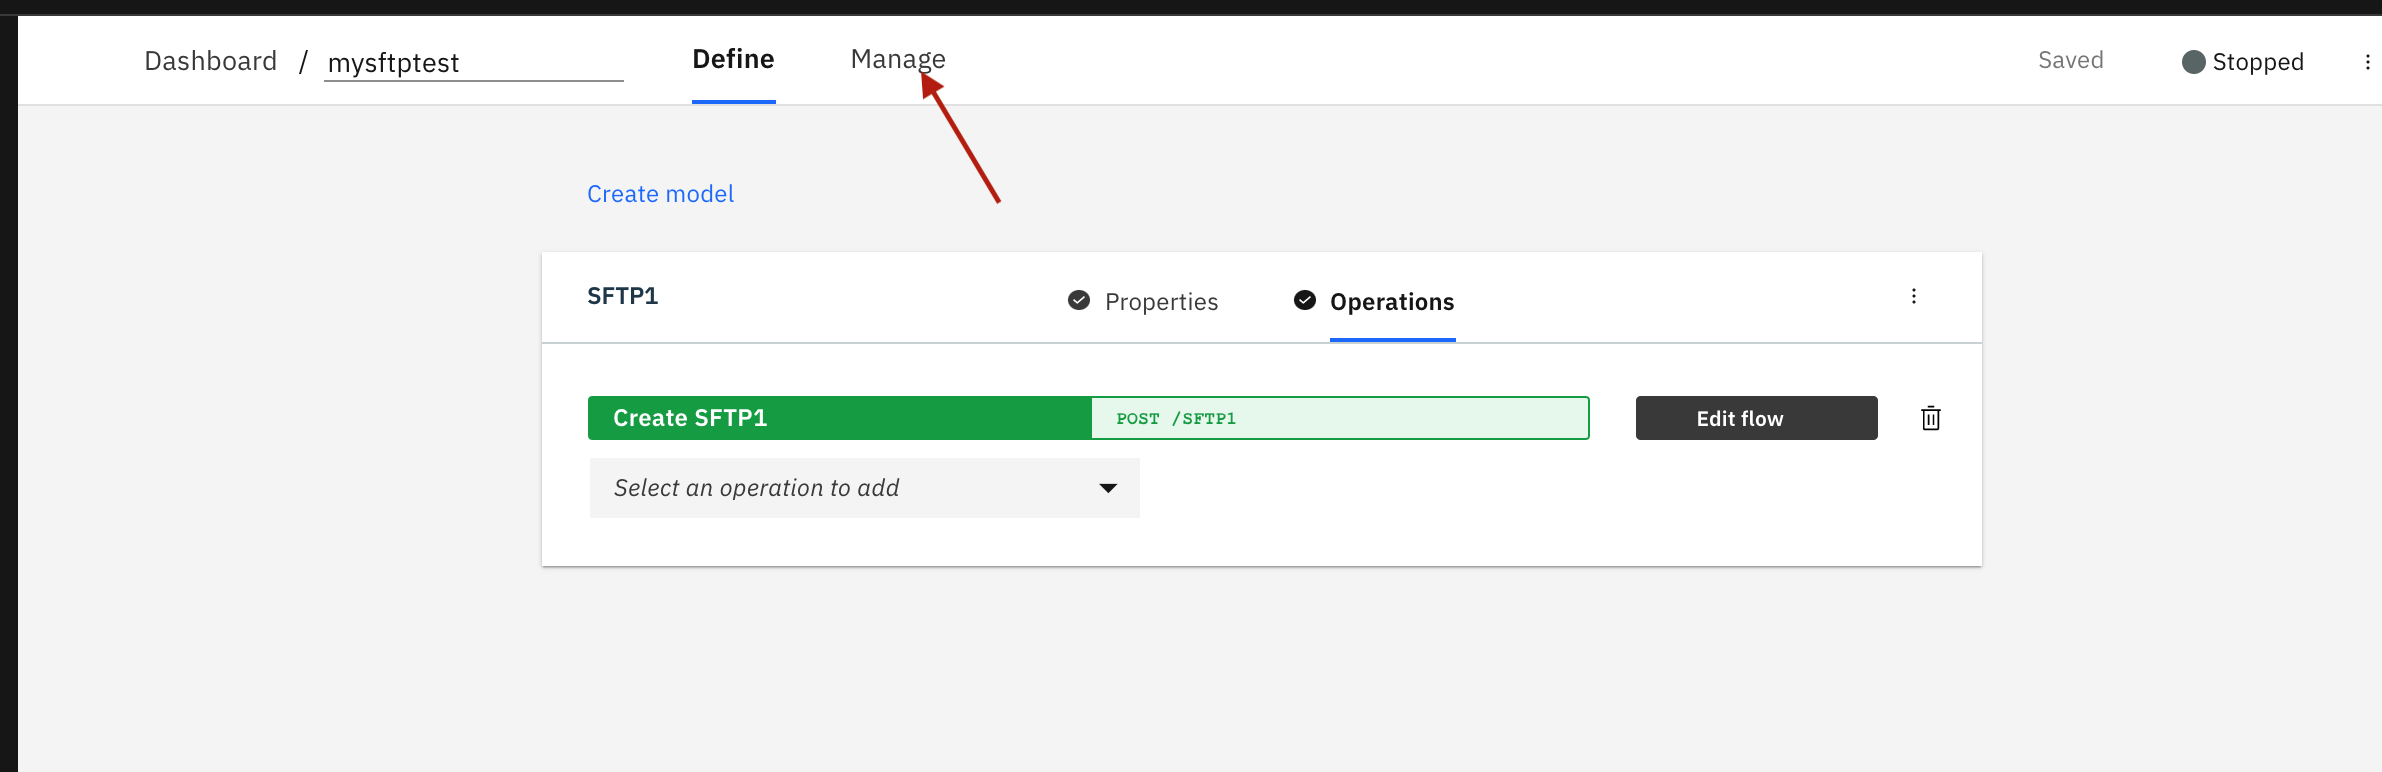 Dashboard / mysftptest Define Manage Saved Stopped
Create model
SFTP1 Properties Operations
Create SFTP1 POST /SFTP1 Edit flow
Select an operation to add